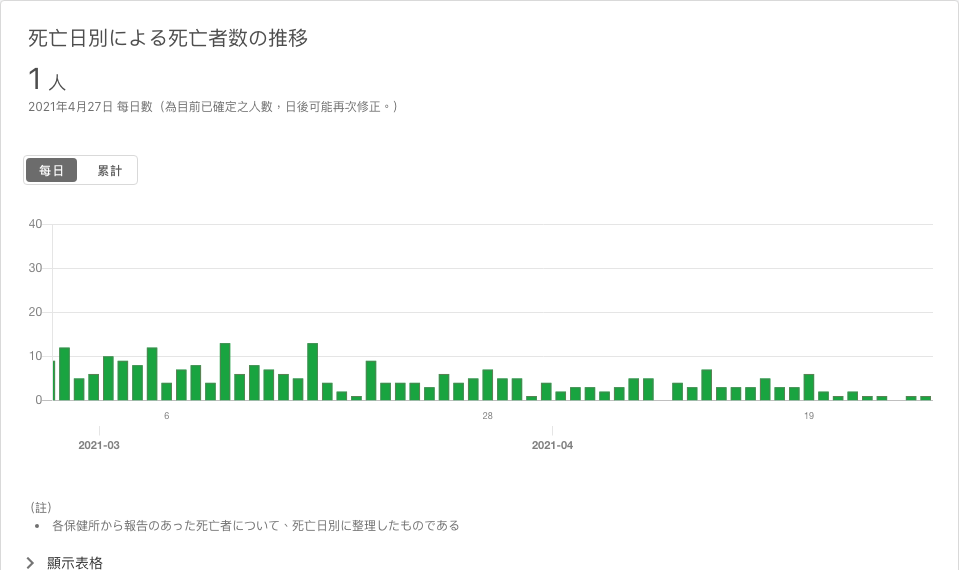 死亡日別による死亡者数の推移
1 人
2021年4月27日 每日數（為目前已確定之人數，日後可能再次修正。）
每日 累計
40
30
20
10
0
6 28 19
2021-03 2021-04
（註）
• 各保健所から報告のあった死亡者について、死亡日別に整理したものである
顯示表格